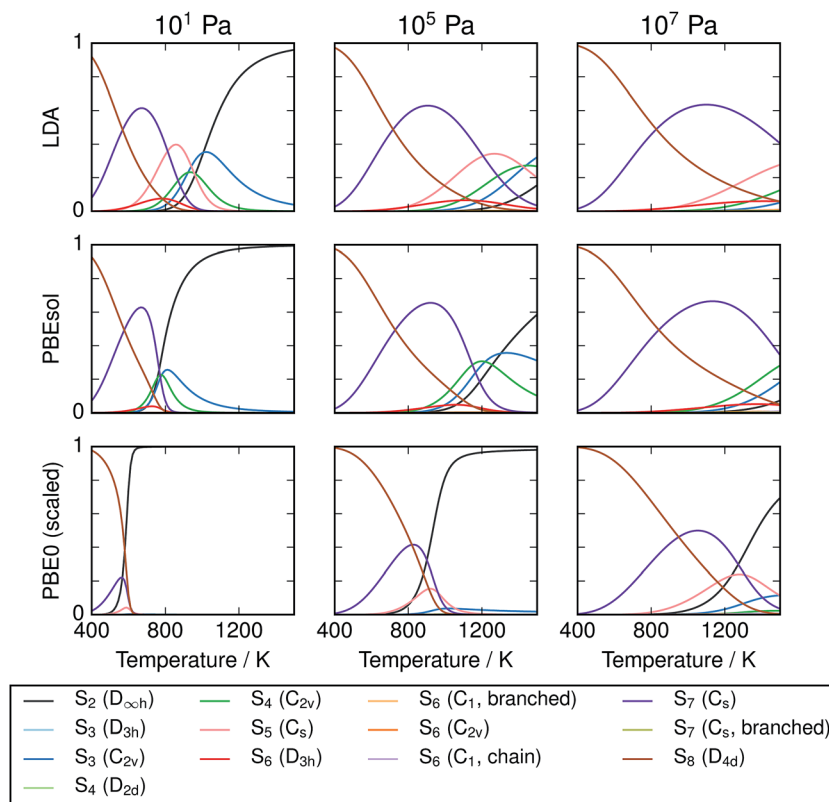 10¹ Pa 10⁵ Pa 10⁷ Pa
1
LDA
0
1
PBEsol
0
1
PBE0 (scaled)
0
400 800 1200 400 800 1200 400 800 1200
Temperature / K Temperature / K Temperature / K
S₂ (D∞h) S₄ (C₂ᵥ) S₆ (C₁, branched) S₇ (Cₛ)
S₃ (D₃ₕ) S₅ (Cₛ) S₆ (C₂ᵥ) S₇ (Cₛ, branched)
S₃ (C₂ᵥ) S₆ (D₃ₕ) S₆ (C₁, chain) S₈ (D₄d)
S₄ (D₂d)